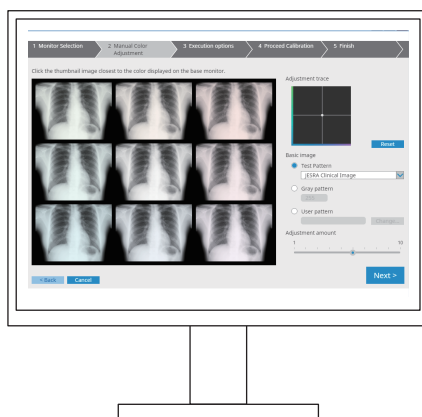 1 Monitor Selection
2 Manual Color
Adjustment
3 Execution options
4 Proceed Calibration
5 Finish
Click the thumbnail image closest to the color displayed on the base monitor.
Adjustment trace
Reset
Basic image
Test Pattern
JESRA Clinical Image
Gray pattern
User pattern
Change...
Adjustment amount
1
10
< Back
Cancel
Next >